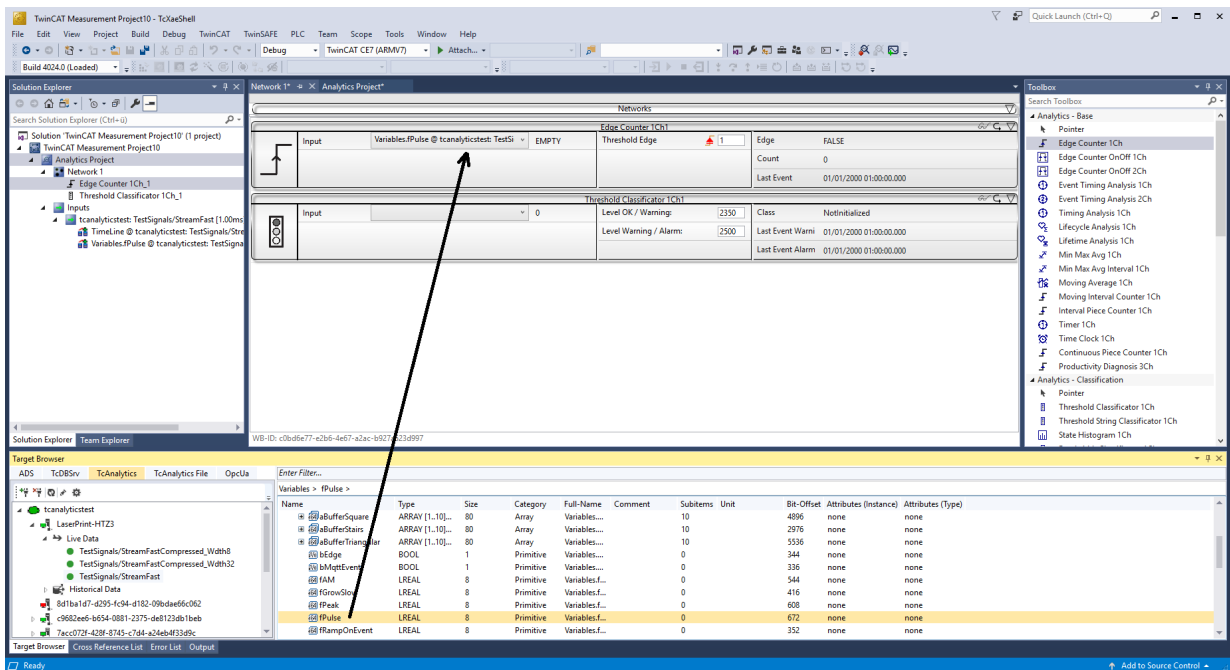 TwinCAT Measurement Project10 - TcXaeShell
Quick Launch (Ctrl+Q)
File Edit View Project Build Debug TwinCAT TwinSAFE PLC Team Scope Tools Window Help
Debug TwinCAT CE7 (ARMV7) Attach...
Build 4024.0 (Loaded)
Solution Explorer
Search Solution Explorer (Ctrl+ü)
Solution 'TwinCAT Measurement Project10' (1 project)
TwinCAT Measurement Project10
Analytics Project
Network 1
Edge Counter 1Ch_1
Threshold Classificator 1Ch_1
Inputs
tcanalyticstest: TestSignals/StreamFast [1.00ms
TimeLine @ tcanalyticstest: TestSignals/Stre
Variables.fPulse @ tcanalyticstest: TestSigna
Solution Explorer Team Explorer
Network 1* Analytics Project*
Networks
Edge Counter 1Ch1
Input Variables.fPulse @ tcanalyticstest: TestSi EMPTY Threshold Edge 1 Edge FALSE
Count 0
Last Event 01/01/2000 01:00:00.000
Threshold Classificator 1Ch1
Input 0 Level OK / Warning: 2350 Class NotInitialized
Level Warning / Alarm: 2500 Last Event Warni 01/01/2000 01:00:00.000
Last Event Alarm 01/01/2000 01:00:00.000
Toolbox
Search Toolbox
Analytics - Base
Pointer
Edge Counter 1Ch
Edge Counter OnOff 1Ch
Edge Counter OnOff 2Ch
Event Timing Analysis 1Ch
Event Timing Analysis 2Ch
Timing Analysis 1Ch
Lifecycle Analysis 1Ch
Lifetime Analysis 1Ch
Min Max Avg 1Ch
Min Max Avg Interval 1Ch
Moving Average 1Ch
Moving Interval Counter 1Ch
Interval Piece Counter 1Ch
Timer 1Ch
Time Clock 1Ch
Continuous Piece Counter 1Ch
Productivity Diagnosis 3Ch
Analytics - Classification
Pointer
Threshold Classificator 1Ch
Threshold String Classificator 1Ch
State Histogram 1Ch
Target Browser
ADS TcDBSrv TcAnalytics TcAnalytics File OpcUa
tcanalyticstest
LaserPrint-HTZ3
Live Data
TestSignals/StreamFastCompressed_Wdth8
TestSignals/StreamFastCompressed_Wdth32
TestSignals/StreamFast
Historical Data
8d1ba1d7-d295-fc94-d182-09bdae66c062
c9682ee6-b654-0881-2375-de8123db1beb
7acc072f-428f-8745-c7d4-a24eb4f33d9c
Enter Filter...
Variables > fPulse >
Name Type Size Category Full-Name Comment Subitems Unit Bit-Offset Attributes (Instance) Attributes (Type)
aBufferSquare ARRAY [1..10]... 80 Array Variables.... 10 4896 none none
aBufferStairs ARRAY [1..10]... 80 Array Variables.... 10 2976 none none
aBufferTriangular ARRAY [1..10]... 80 Array Variables.... 10 5536 none none
bEdge BOOL 1 Primitive Variables.... 0 344 none none
bMqttEvent BOOL 1 Primitive Variables.... 0 336 none none
fAM LREAL 8 Primitive Variables.f... 0 544 none none
fGrowSlow LREAL 8 Primitive Variables.f... 0 416 none none
fPeak LREAL 8 Primitive Variables.f... 0 608 none none
fPulse LREAL 8 Primitive Variables.f... 0 672 none none
fRampOnEvent LREAL 8 Primitive Variables.f... 0 352 none none
Target Browser Cross Reference List Error List Output
Ready
Add to Source Control